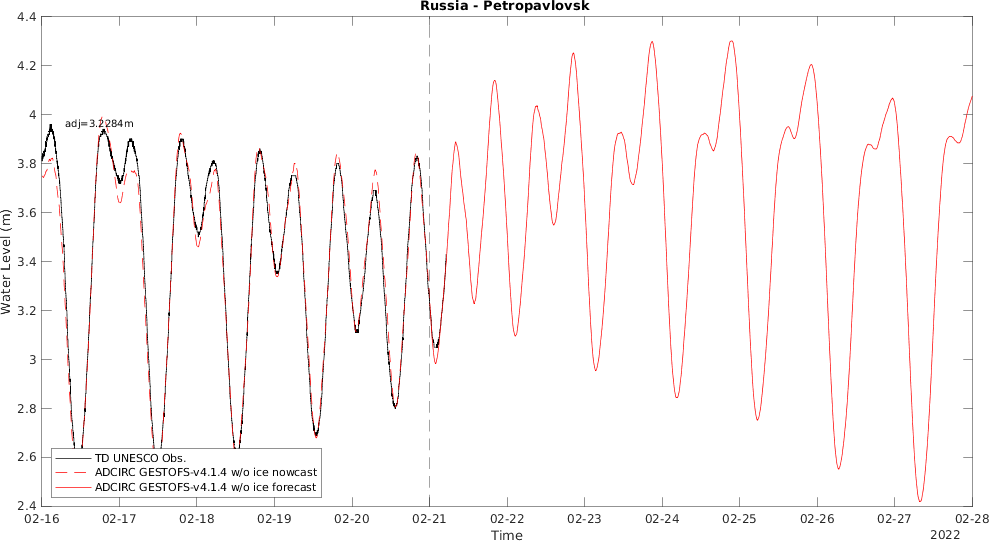 Russia - Petropavlovsk
4.4
4.2
4
3.8
3.6
3.4
3.2
3
2.8
2.6
2.4
Water Level (m)
adj=3.2284m
TD UNESCO Obs.
ADCIRC GESTOFS-v4.1.4 w/o ice nowcast
ADCIRC GESTOFS-v4.1.4 w/o ice forecast
02-16 02-17 02-18 02-19 02-20 02-21 02-22 02-23 02-24 02-25 02-26 02-27 02-28
Time
2022